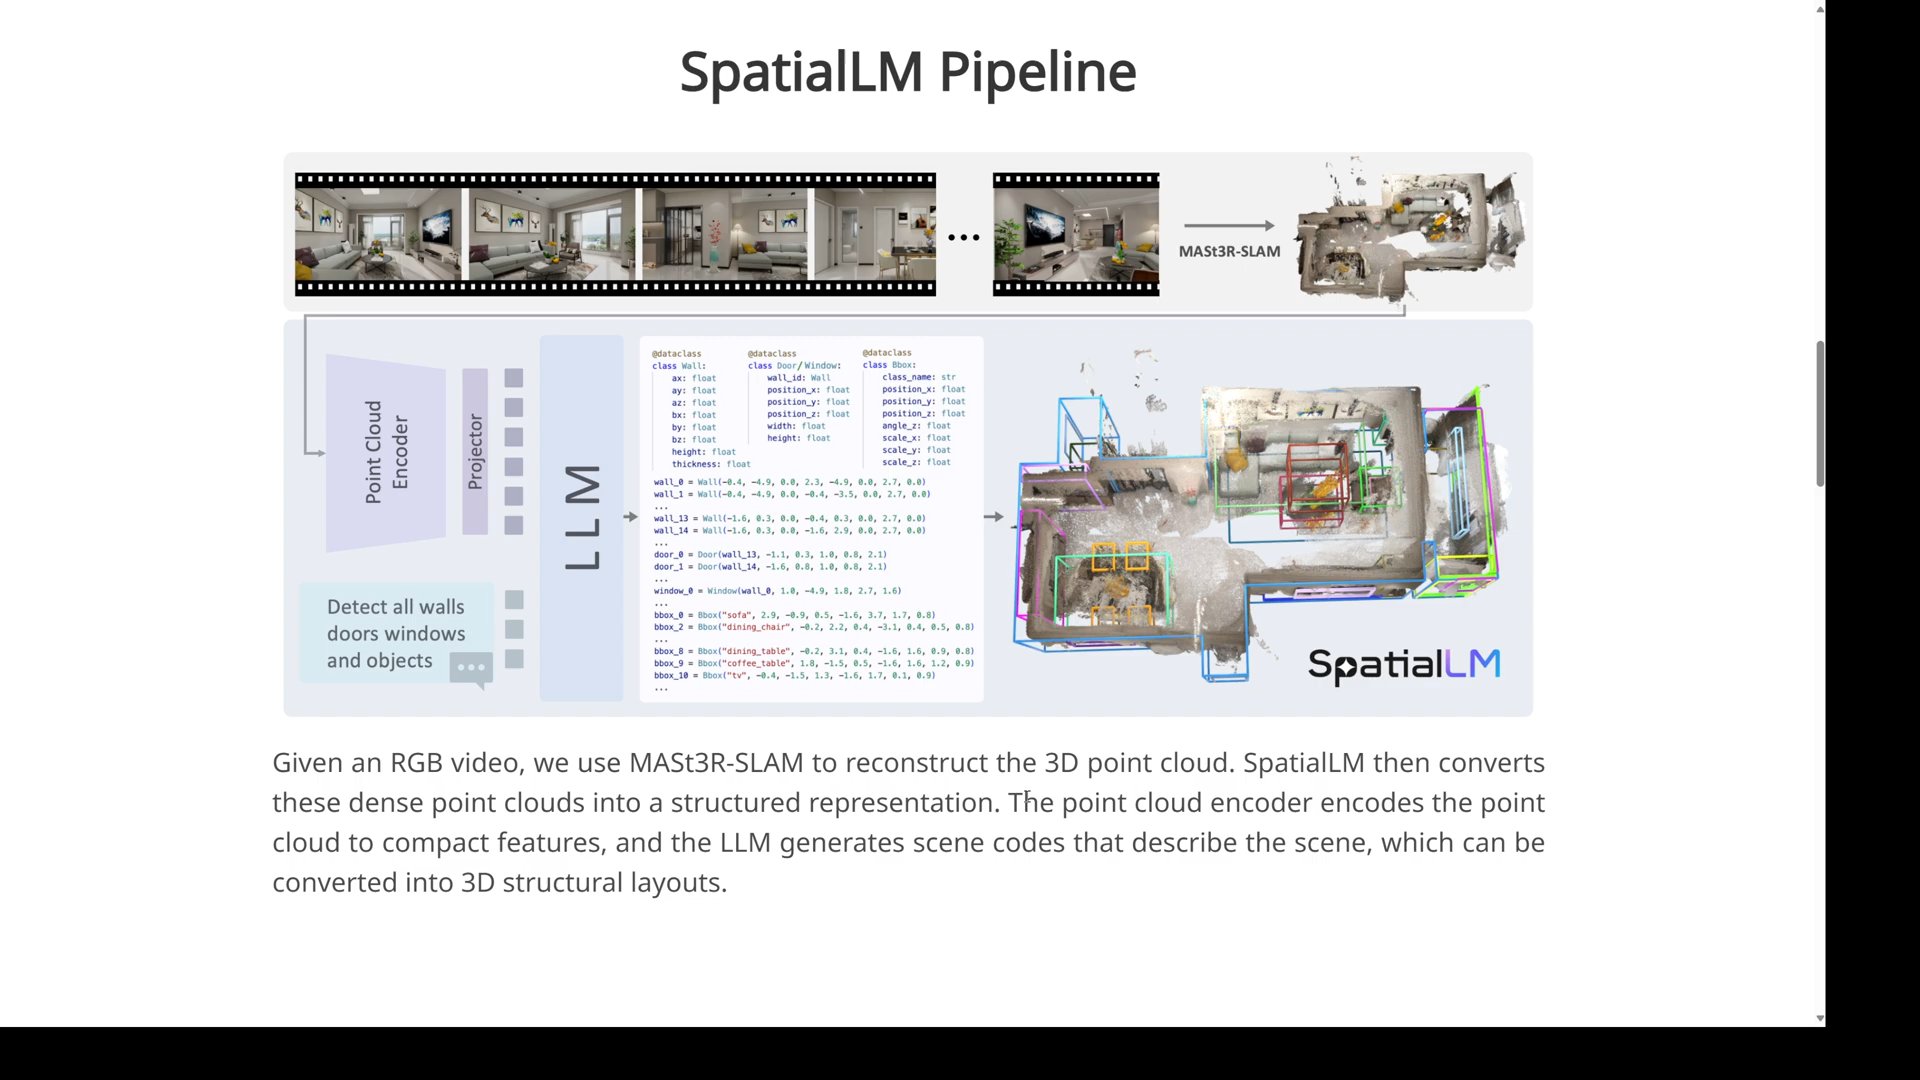 SpatialLM Pipeline
MASt3R-SLAM
Point Cloud
Encoder
Projector
Detect all walls
doors windows
and objects
LLM
@dataclass
class Wall:
ax: float
ay: float
az: float
bx: float
by: float
bz: float
height: float
thickness: float
@dataclass
class Door/Window:
wall_id: Wall
position_x: float
position_y: float
position_z: float
width: float
height: float
@dataclass
class Bbox:
class_name: str
position_x: float
position_y: float
position_z: float
angle_z: float
scale_x: float
scale_y: float
scale_z: float
wall_0 = Wall(-0.4, -4.9, 0.0, 2.3, -4.9, 0.0, 2.7, 0.0)
wall_1 = Wall(-0.4, -4.9, 0.0, -0.4, -3.5, 0.0, 2.7, 0.0)
...
wall_13 = Wall(-1.6, 0.3, 0.0, -0.4, 0.3, 0.0, 2.7, 0.0)
wall_14 = Wall(-1.6, 0.3, 0.0, -1.6, 2.9, 0.0, 2.7, 0.0)
...
door_0 = Door(wall_13, -1.1, 0.3, 1.0, 0.8, 2.1)
door_1 = Door(wall_14, -1.6, 0.8, 1.0, 0.8, 2.1)
...
window_0 = Window(wall_0, 1.0, -4.9, 1.8, 2.7, 1.6)
...
bbox_0 = Bbox("sofa", 2.9, -0.9, 0.5, -1.6, 3.7, 1.7, 0.8)
bbox_2 = Bbox("dining_chair", -0.2, 2.2, 0.4, -3.1, 0.4, 0.5, 0.8)
...
bbox_8 = Bbox("dining_table", -0.2, 3.1, 0.4, -1.6, 1.6, 0.9, 0.8)
bbox_9 = Bbox("coffee_table", 1.8, -1.5, 0.5, -1.6, 1.6, 1.2, 0.9)
bbox_10 = Bbox("tv", -0.4, -1.5, 1.3, -1.6, 1.7, 0.1, 0.9)
...
SpatialLM
Given an RGB video, we use MASt3R-SLAM to reconstruct the 3D point cloud. SpatialLM then converts
these dense point clouds into a structured representation. The point cloud encoder encodes the point
cloud to compact features, and the LLM generates scene codes that describe the scene, which can be
converted into 3D structural layouts.